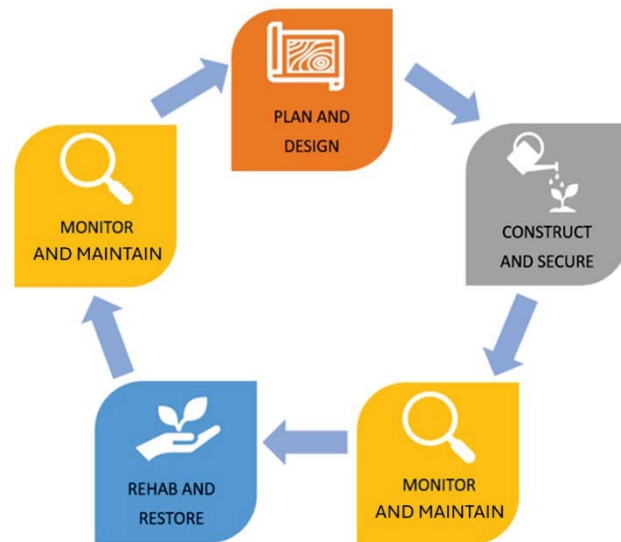 PLAN AND
DESIGN
CONSTRUCT
AND SECURE
MONITOR
AND MAINTAIN
REHAB AND
RESTORE
MONITOR
AND MAINTAIN